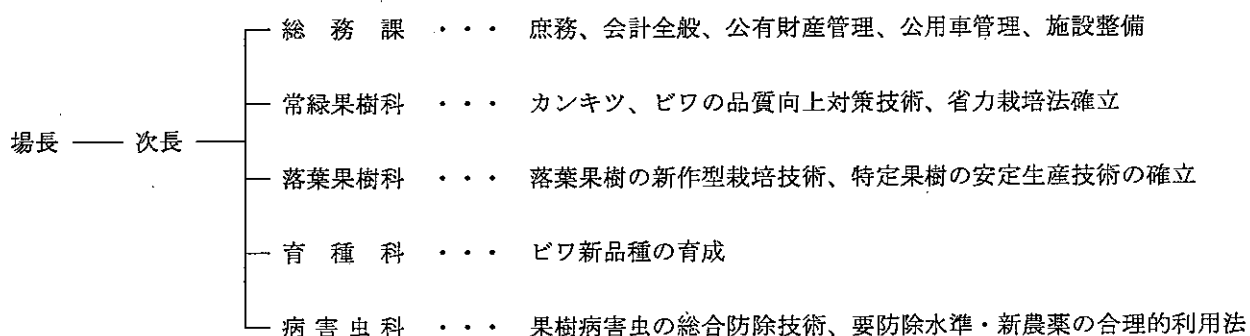 総務課 ・・・ 庶務、会計全般、公有財産管理、公用車管理、施設整備
常緑果樹科 ・・・ カンキツ、ビワの品質向上対策技術、省力栽培法確立
場長 ── 次長
落葉果樹科 ・・・ 落葉果樹の新作型栽培技術、特定果樹の安定生産技術の確立
育種科 ・・・ ビワ新品種の育成
病害虫科 ・・・ 果樹病害虫の総合防除技術、要防除水準・新農薬の合理的利用法